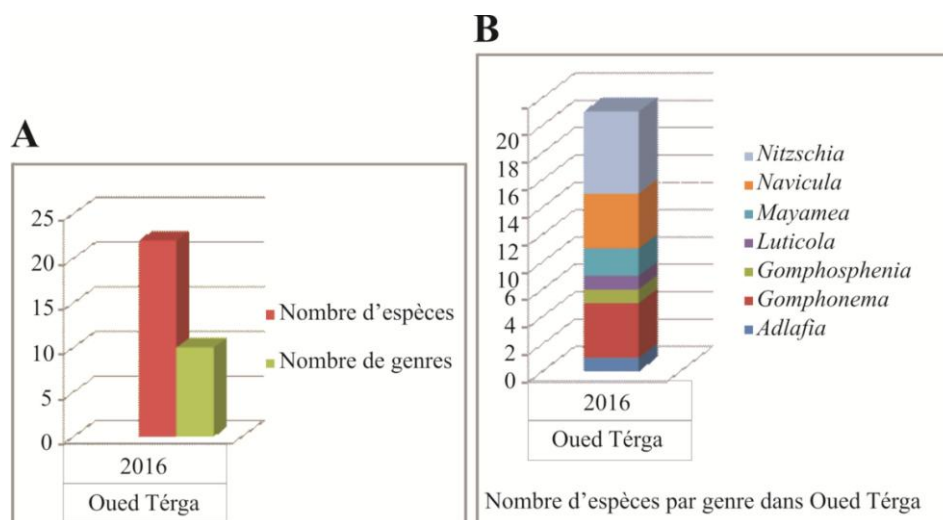 A
25
20
15
10
5
0
Nombre d'espèces
Nombre de genres
2016
Oued Térga
B
20
18
16
14
12
10
6
4
2
0
Nitzschia
Navicula
Mayamea
Luticola
Gomphosphenia
Gomphonema
Adlafia
2016
Oued Térga
Nombre d'espèces par genre dans Oued Térga